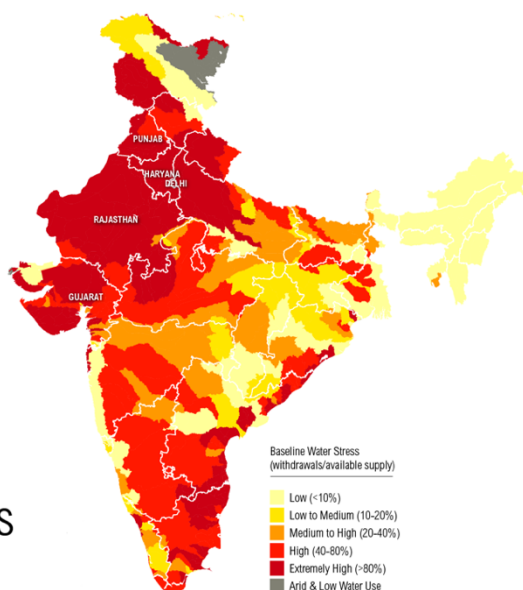 PUNJAB
HARYANA
DELHI
RAJASTHAN
GUJARAT
S
Baseline Water Stress
(withdrawals/available supply)
Low (<10%)
Low to Medium (10-20%)
Medium to High (20-40%)
High (40-80%)
Extremely High (>80%)
Arid & Low Water Use